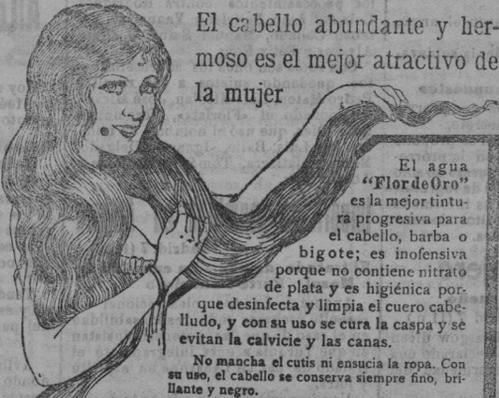 El cabello abundante y her-
moso es el mejor atractivo de
la mujer
El agua
"Flor de Oro"
es la mejor tintu-
ra progresiva para
el cabello, barba o
bigote; es inofensiva
porque no contiene nitrato
de plata y es higiénica por-
que desinfecta y limpia el cuero cabe-
lludo, y con su uso se cura la caspa y se
evitan la calvicie y las canas.
No mancha el cutis ni ensucia la ropa. Con
su uso, el cabello se conserva siempre fino, bri-
llante y negro.